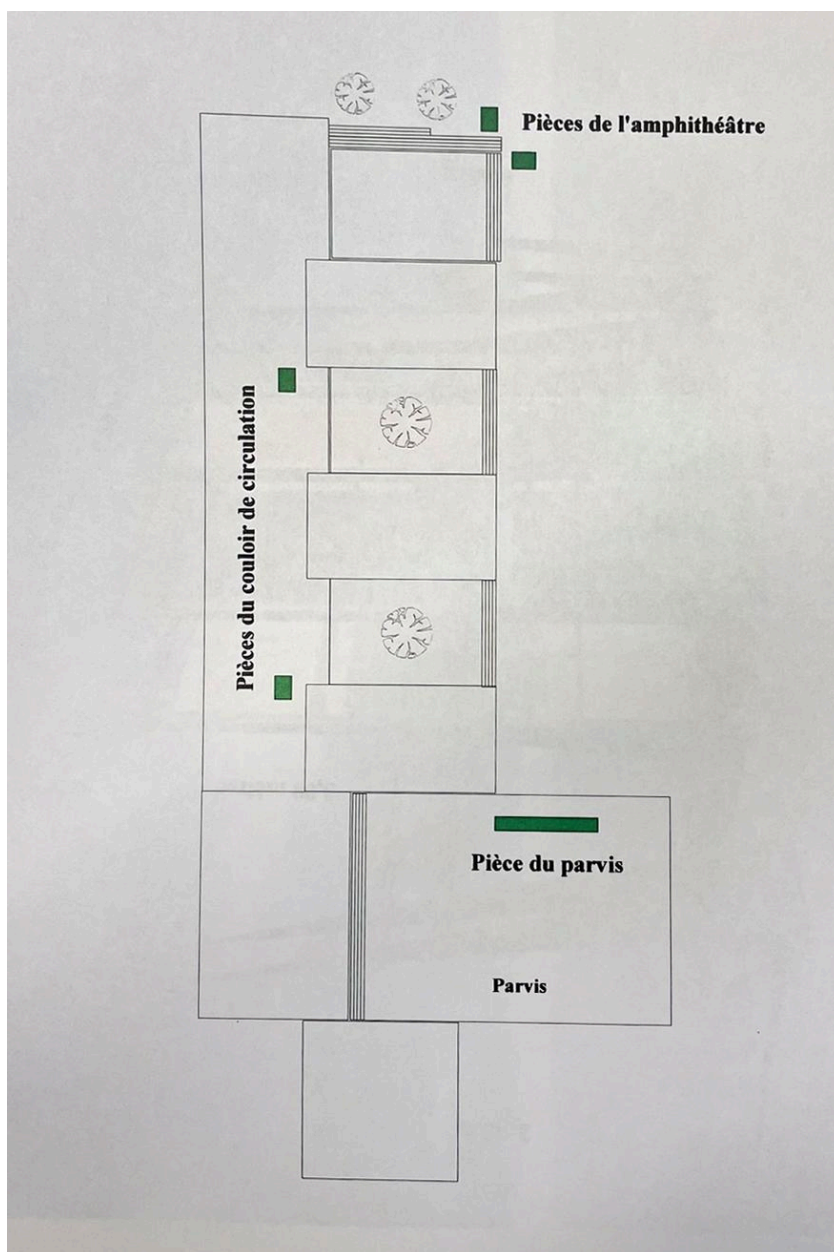 Pièces de l'amphithéâtre
Pièces du couloir de circulation
Pièce du parvis
Parvis